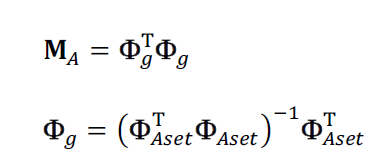 𝐌_A = Φ_g^T Φ_g
Φ_g = (Φ_Aset^T Φ_Aset)^−1 Φ_Aset^T